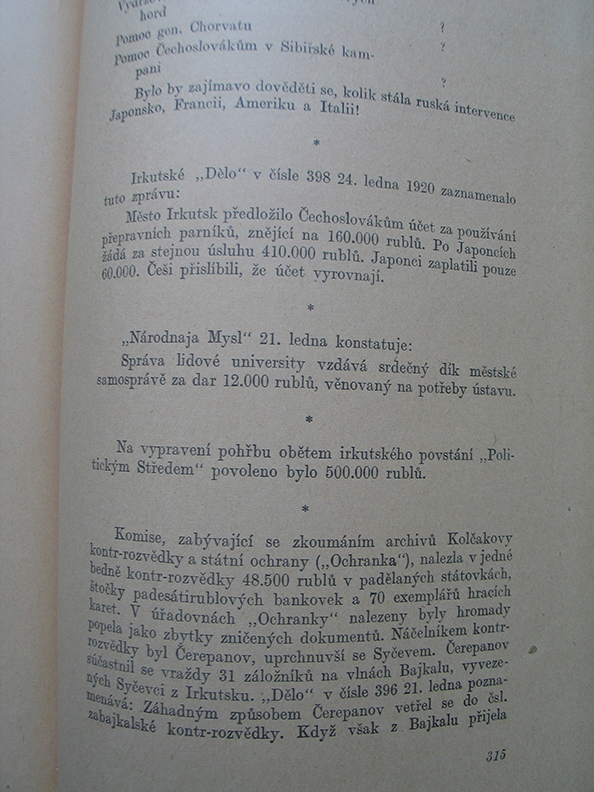 hord
Pomoc gen. Chorvatu ?
Pomoc Čechoslovákům v Sibiřské kam-
pani ?
Bylo by zajímavo dověděti se, kolik stála ruská intervence
Japonsko, Francii, Ameriku a Italii!
*
Irkutské „Dělo“ v čísle 398 24. ledna 1920 zaznamenalo
tuto zprávu:
Město Irkutsk předložilo Čechoslovákům účet za používání
přepravních parníků, znějící na 160.000 rublů. Po Japoncích
žádá za stejnou úsluhu 410.000 rublů. Japonci zaplatili pouze
60.000. Češi přislíbili, že účet vyrovnají.
*
„Národnaja Mysl“ 21. ledna konstatuje:
Správa lidové university vzdává srdečný dík městské
samosprávě za dar 12.000 rublů, věnovaný na potřeby ústavu.
*
Na vypravení pohřbu obětem irkutského povstání „Poli-
tickým Středem“ povoleno bylo 500.000 rublů.
*
Komise, zabývající se zkoumáním archivů Kolčakovy
kontr-rozvědky a státní ochrany („Ochranka“), nalezla v jedné
bedně kontr-rozvědky 48.500 rublů v padělaných státovkách,
štočky padesátirublových bankovek a 70 exemplářů hracích
karet. V úřadovnách „Ochranky“ nalezeny byly hromady
popela jako zbytky zničených dokumentů. Náčelníkem kontr-
rozvědky byl Čerepanov, uprchnuvší se Syčevem. Čerepanov
súčastnil se vraždy 31 záložníků na vlnách Bajkalu, vyveze-
ných Syčevci z Irkutsku. „Dělo“ v čísle 396 21. ledna pozna-
menává: Záhadným způsobem Čerepanov vetřel se do čsl.
zabajkalské kontr-rozvědky. Když však z Bajkalu přijela
315